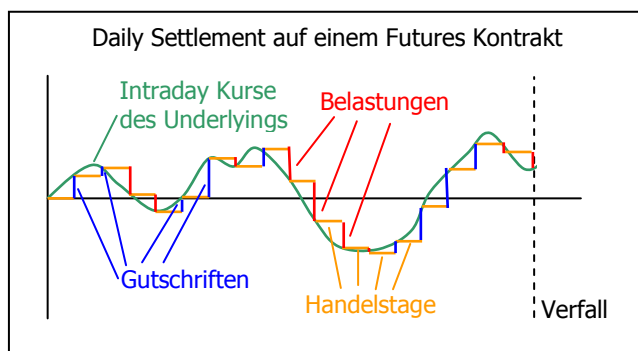 Daily Settlement auf einem Futures Kontrakt
Intraday Kurse
des Underlyings
Belastungen
Gutschriften
Handelstage
Verfall